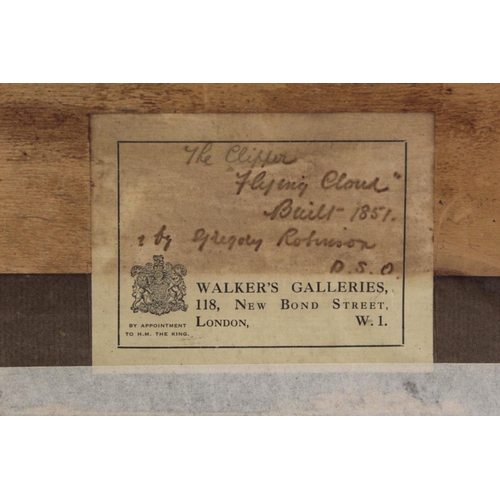 The Clipper
"Flying Cloud"
Built 1851.
by Gregory Robinson
D.S.O.
WALKER'S GALLERIES,
118, NEW BOND STREET,
LONDON, W.1.
BY APPOINTMENT
TO H.M. THE KING.